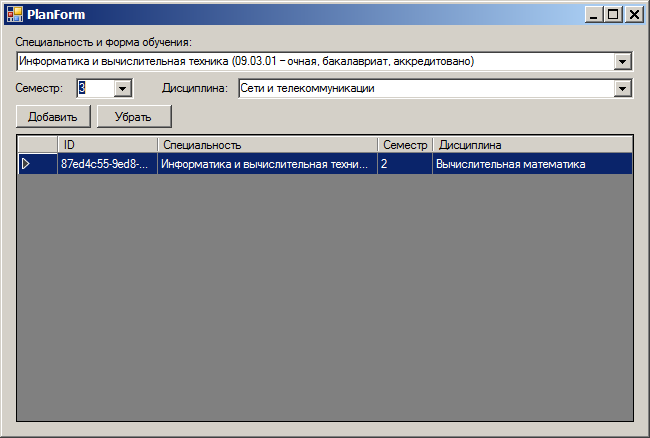 PlanForm
Специальность и форма обучения:
Информатика и вычислительная техника (09.03.01 – очная, бакалавриат, аккредитовано)
Семестр: 3 Дисциплина: Сети и телекоммуникации
Добавить Убрать
ID Специальность Семестр Дисциплина
87ed4c55-9ed8-... Информатика и вычислительная техни... 2 Вычислительная математика